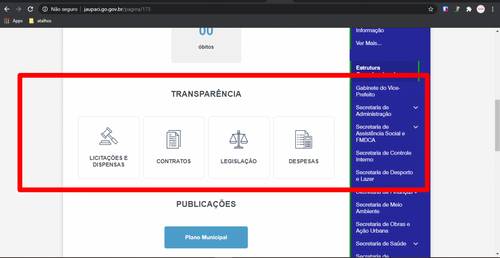 Não seguro | jaupaci.go.gov.br/pagina/173
Apps
atalhos
00
óbitos
TRANSPARÊNCIA
LICITAÇÕES E
DISPENSAS
CONTRATOS
LEGISLAÇÃO
DESPESAS
PUBLICAÇÕES
Plano Municipal
Informação
Ver Mais...
Estrutura
Gabinete do Vice-
Prefeito
Secretaria de
Administração
Secretaria de
Assistência Social e
FMDCA
Secretaria de Controle
Interno
Secretaria de Desporto
e Lazer
Secretaria de Finanças
Secretaria de Meio
Ambiente
Secretaria de Obras e
Ação Urbana
Secretaria de Saúde
Secretaria de